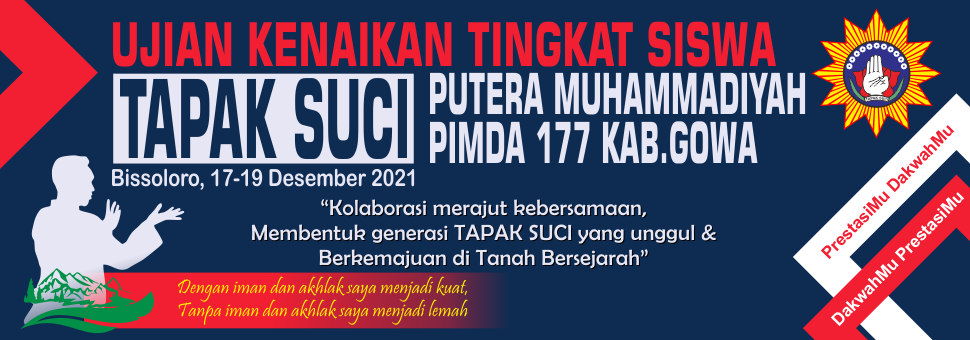 UJIAN KENAIKAN TINGKAT SISWA
TAPAK SUCI
PUTERA MUHAMMADIYAH
PIMDA 177 KAB.GOWA
Bissoloro, 17-19 Desember 2021
“Kolaborasi merajut kebersamaan,
Membentuk generasi TAPAK SUCI yang unggul &
Berkemajuan di Tanah Bersejarah”
Dengan iman dan akhlak saya menjadi kuat,
Tanpa iman dan akhlak saya menjadi lemah
PrestasiMu DakwahMu
DakwahMu PrestasiMu